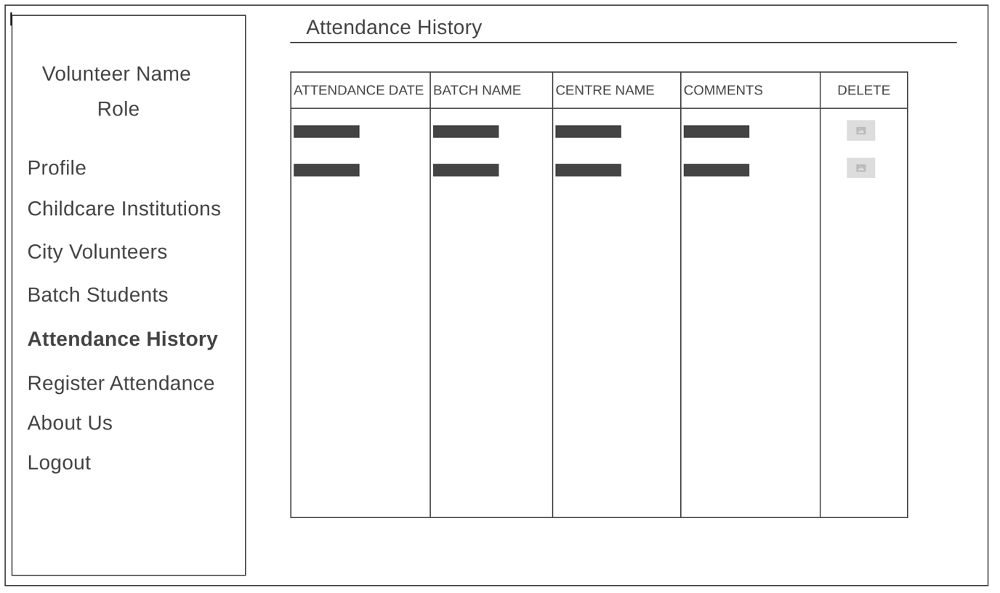 Volunteer Name
Role
Profile
Childcare Institutions
City Volunteers
Batch Students
Attendance History
Register Attendance
About Us
Logout
Attendance History
ATTENDANCE DATE BATCH NAME CENTRE NAME COMMENTS DELETE